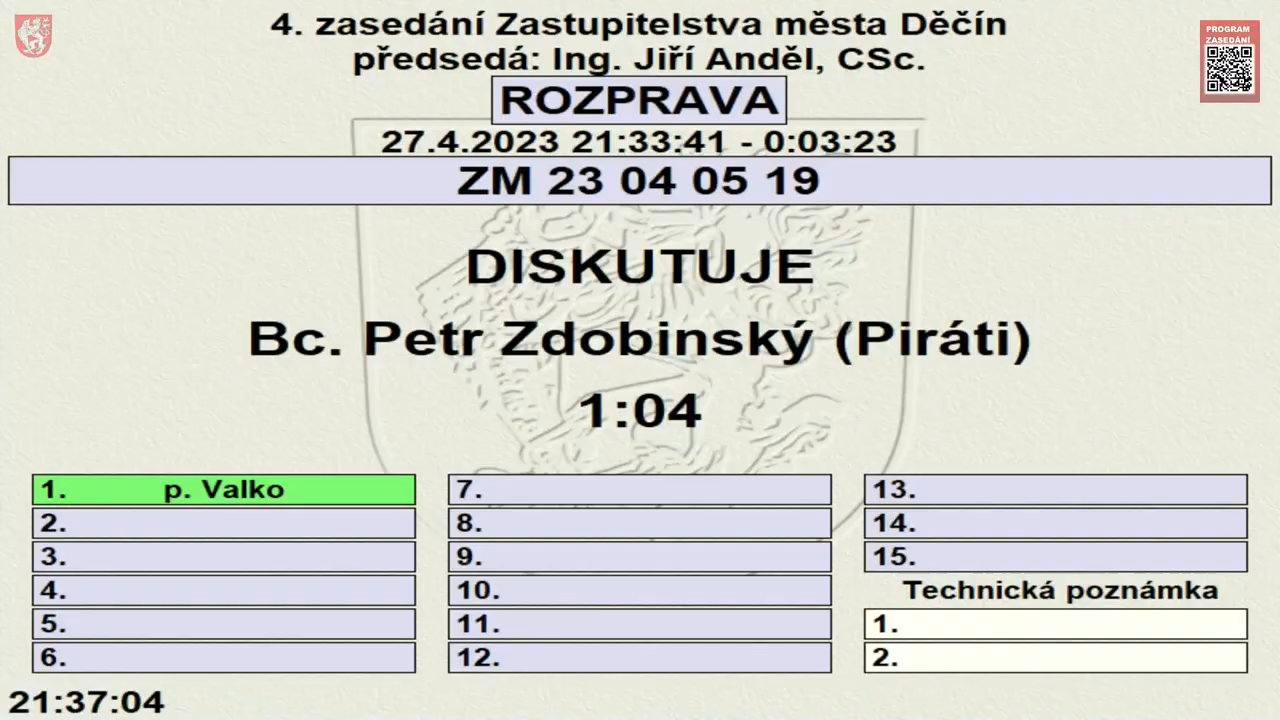 4. zasedání Zastupitelstva města Děčín
předsedá: Ing. Jiří Anděl, CSc.
PROGRAM
ZASEDÁNÍ
ROZPRAVA
27.4.2023 21:33:41 - 0:03:23
ZM 23 04 05 19
DISKUTUJE
Bc. Petr Zdobinský (Piráti)
1:04
1. p. Valko
2.
3.
4.
5.
6.
7.
8.
9.
10.
11.
12.
13.
14.
15.
Technická poznámka
1.
2.
21:37:04